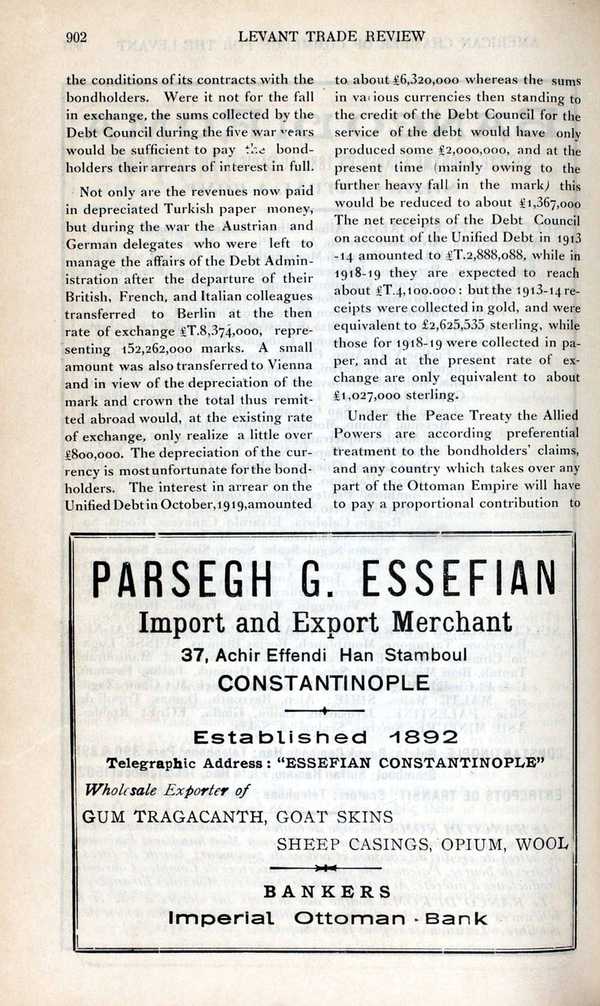 902
LEVANT TRADE REVIEW
the conditions of its contracts with the
bondholders. Were it not for the fall
in exchange, the sums collected by the
Debt Council during the five war years
would be sufficient to pay the bond-
holders their arrears of interest in full.
Not only are the revenues now paid
in depreciated Turkish paper money,
but during the war the Austrian and
German delegates who were left to
manage the affairs of the Debt Admin-
istration after the departure of their
British, French, and Italian colleagues
transferred to Berlin at the then
rate of exchange £T.8,374,000, repre-
senting 152,262,000 marks. A small
amount was also transferred to Vienna
and in view of the depreciation of the
mark and crown the total thus remit-
ted abroad would, at the existing rate
of exchange, only realize a little over
£800,000. The depreciation of the cur-
rency is most unfortunate for the bond-
holders. The interest in arrear on the
Unified Debt in October, 1919, amounted
to about £6,320,000 whereas the sums
in various currencies then standing to
the credit of the Debt Council for the
service of the debt would have only
produced some £2,000,000, and at the
present time (mainly owing to the
further heavy fall in the mark) this
would be reduced to about £1,367,000
The net receipts of the Debt Council
on account of the Unified Debt in 1913
-14 amounted to £T.2,888,088, while in
1918-19 they are expected to reach
about £T.4,100.000 : but the 1913-14 re-
ceipts were collected in gold, and were
equivalent to £2,625,535 sterling, while
those for 1918-19 were collected in pa-
per, and at the present rate of ex-
change are only equivalent to about
£1,027,000 sterling.
Under the Peace Treaty the Allied
Powers are according preferential
treatment to the bondholders' claims,
and any country which takes over any
part of the Ottoman Empire will have
to pay a proportional contribution to
PARSEGH G. ESSEFIAN
Import and Export Merchant
37, Achir Effendi Han Stamboul
CONSTANTINOPLE
Established 1892
Telegraphic Address : "ESSEFIAN CONSTANTINOPLE"
Wholesale Exporter of
GUM TRAGACANTH, GOAT SKINS
SHEEP CASINGS, OPIUM, WOOL
BANKERS
Imperial Ottoman - Bank